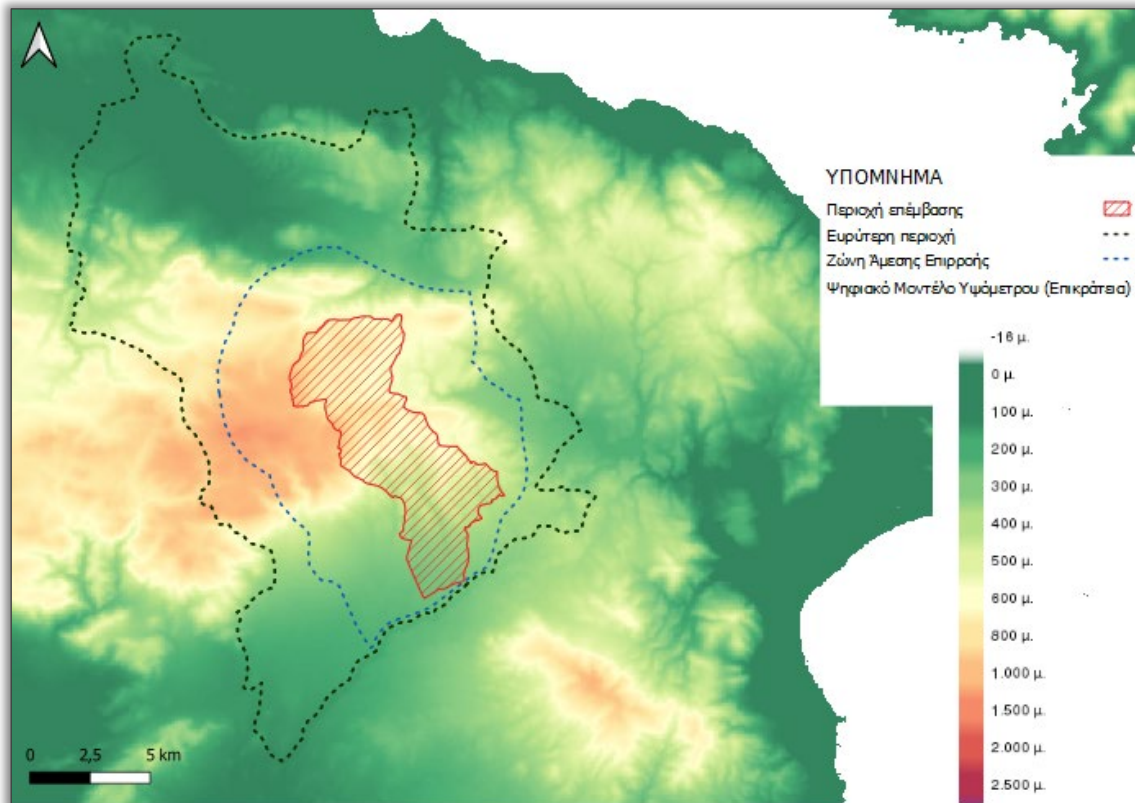 ΥΠΟΜΝΗΜΑ
Περιοχή επέμβασης
Ευρύτερη περιοχή
Ζώνη Άμεσης Επιρροής
Ψηφιακό Μοντέλο Υψόμετρου (Επικράτεια)
-16 μ.
0 μ.
100 μ.
200 μ.
300 μ.
400 μ.
500 μ.
600 μ.
800 μ.
1.000 μ.
1.500 μ.
2.000 μ.
2.500 μ.
0 2,5 5 km